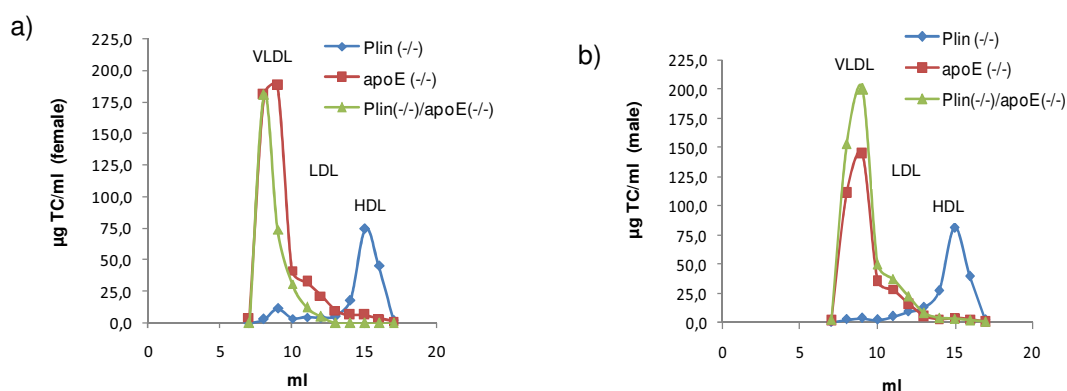 a)
µg TC/ml (female)
225,0
200,0
175,0
150,0
125,0
100,0
75,0
50,0
25,0
0,0
VLDL
LDL
HDL
Plin (-/-)
apoE (-/-)
Plin(-/-)/apoE(-/-)
0
5
10
15
20
ml
b)
µg TC/ml (male)
225,0
200,0
175,0
150,0
125,0
100,0
75,0
50,0
25,0
0,0
VLDL
LDL
HDL
Plin (-/-)
apoE (-/-)
Plin(-/-)/apoE(-/-)
0
5
10
15
20
ml